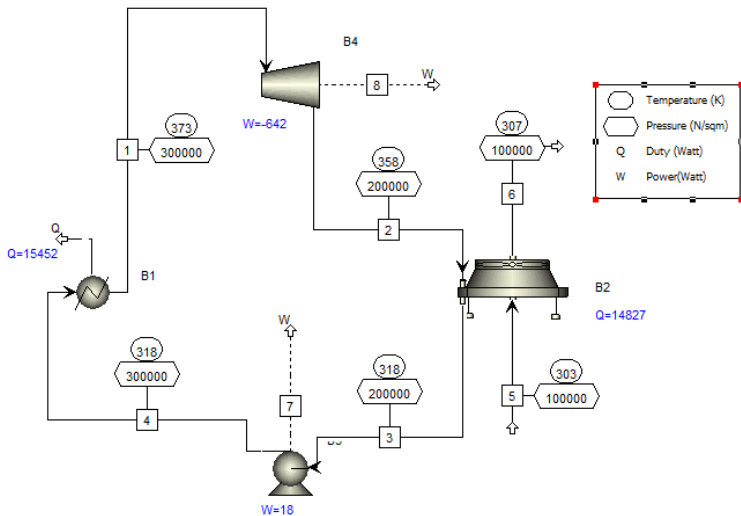 B4
W
8
W=-642
373
300000
1
307
100000
6
Temperature (K)
Pressure (N/sqm)
Q Duty (Watt)
W Power(Watt)
358
200000
2
Q
Q=15452
B1
B2
Q=14827
W
318
300000
4
7
318
200000
3
303
100000
5
W=18